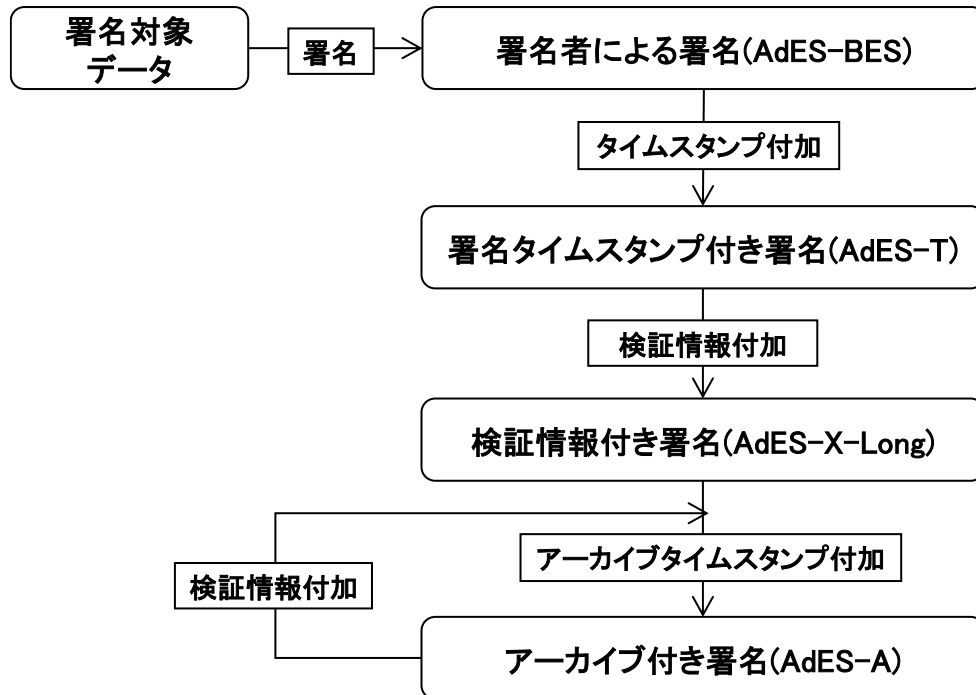 署名対象
データ
署名
署名者による署名(AdES-BES)
タイムスタンプ付加
署名タイムスタンプ付き署名(AdES-T)
検証情報付加
検証情報付き署名(AdES-X-Long)
アーカイブタイムスタンプ付加
検証情報付加
アーカイブ付き署名(AdES-A)